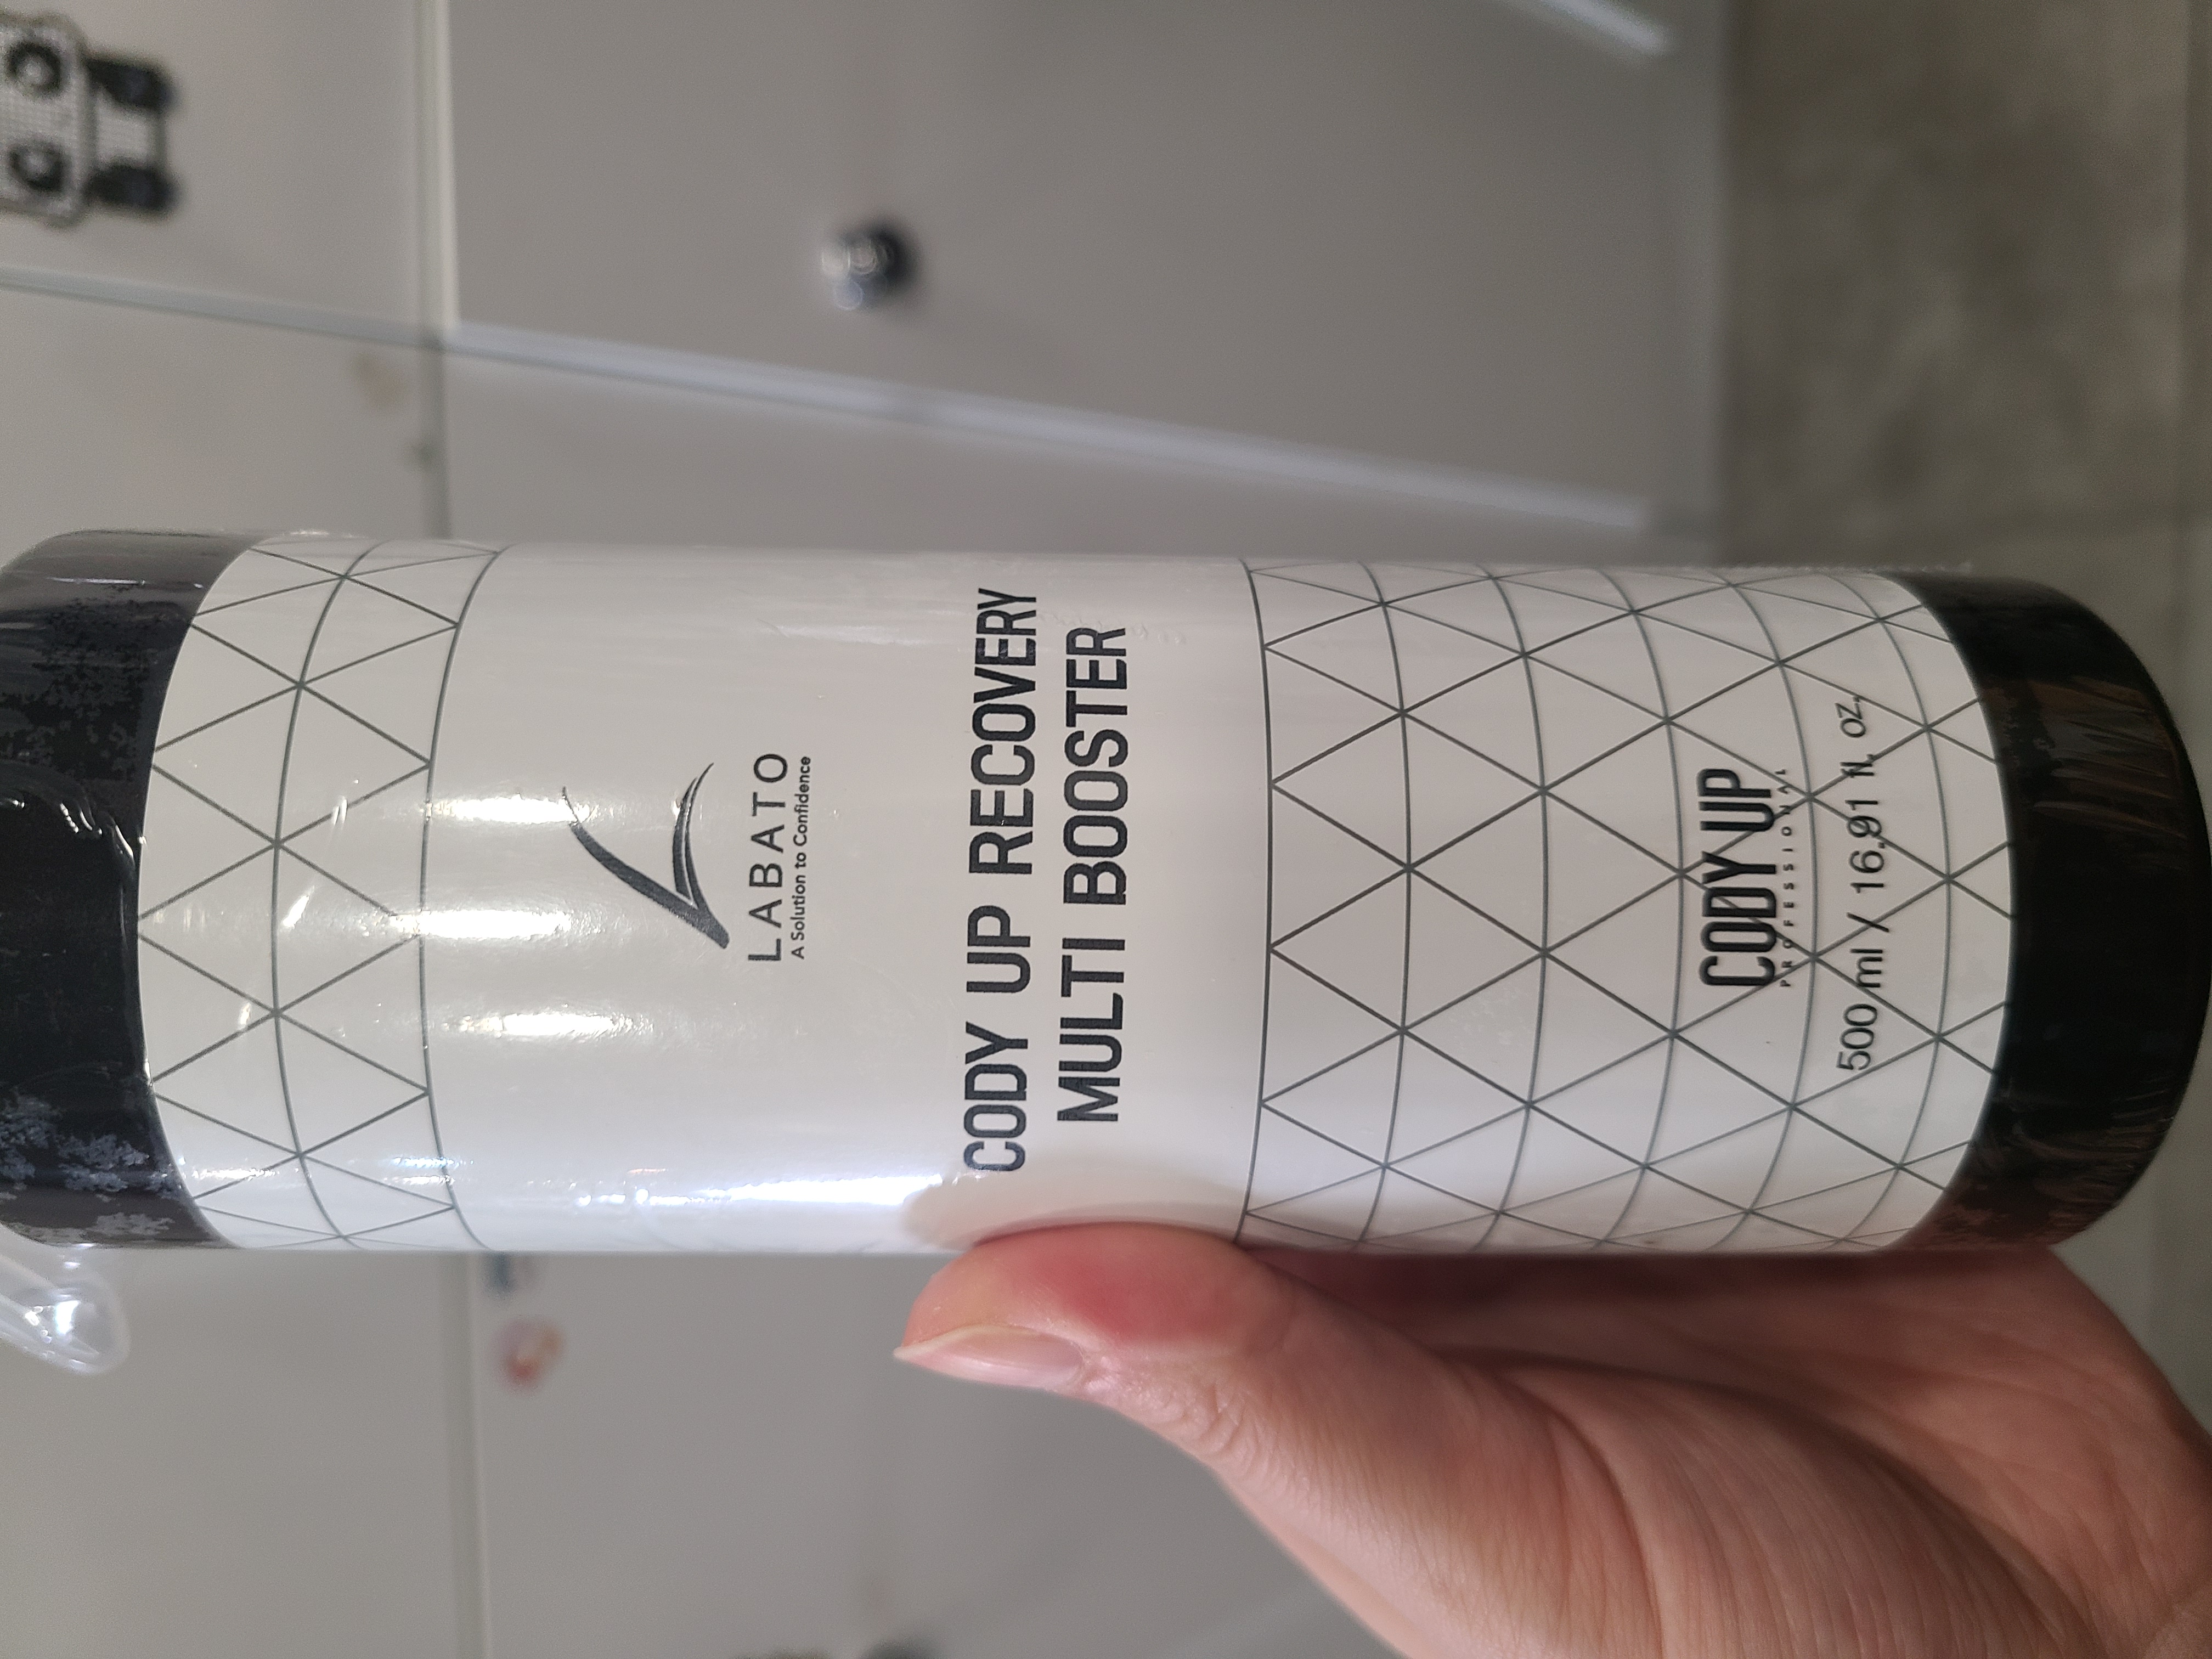 LABATO
A Solution to Confidence
CODY UP RECOVERY
MULTI BOOSTER
CODY UP
PROFESSIONAL
500 ml / 16.91 fl. oz.